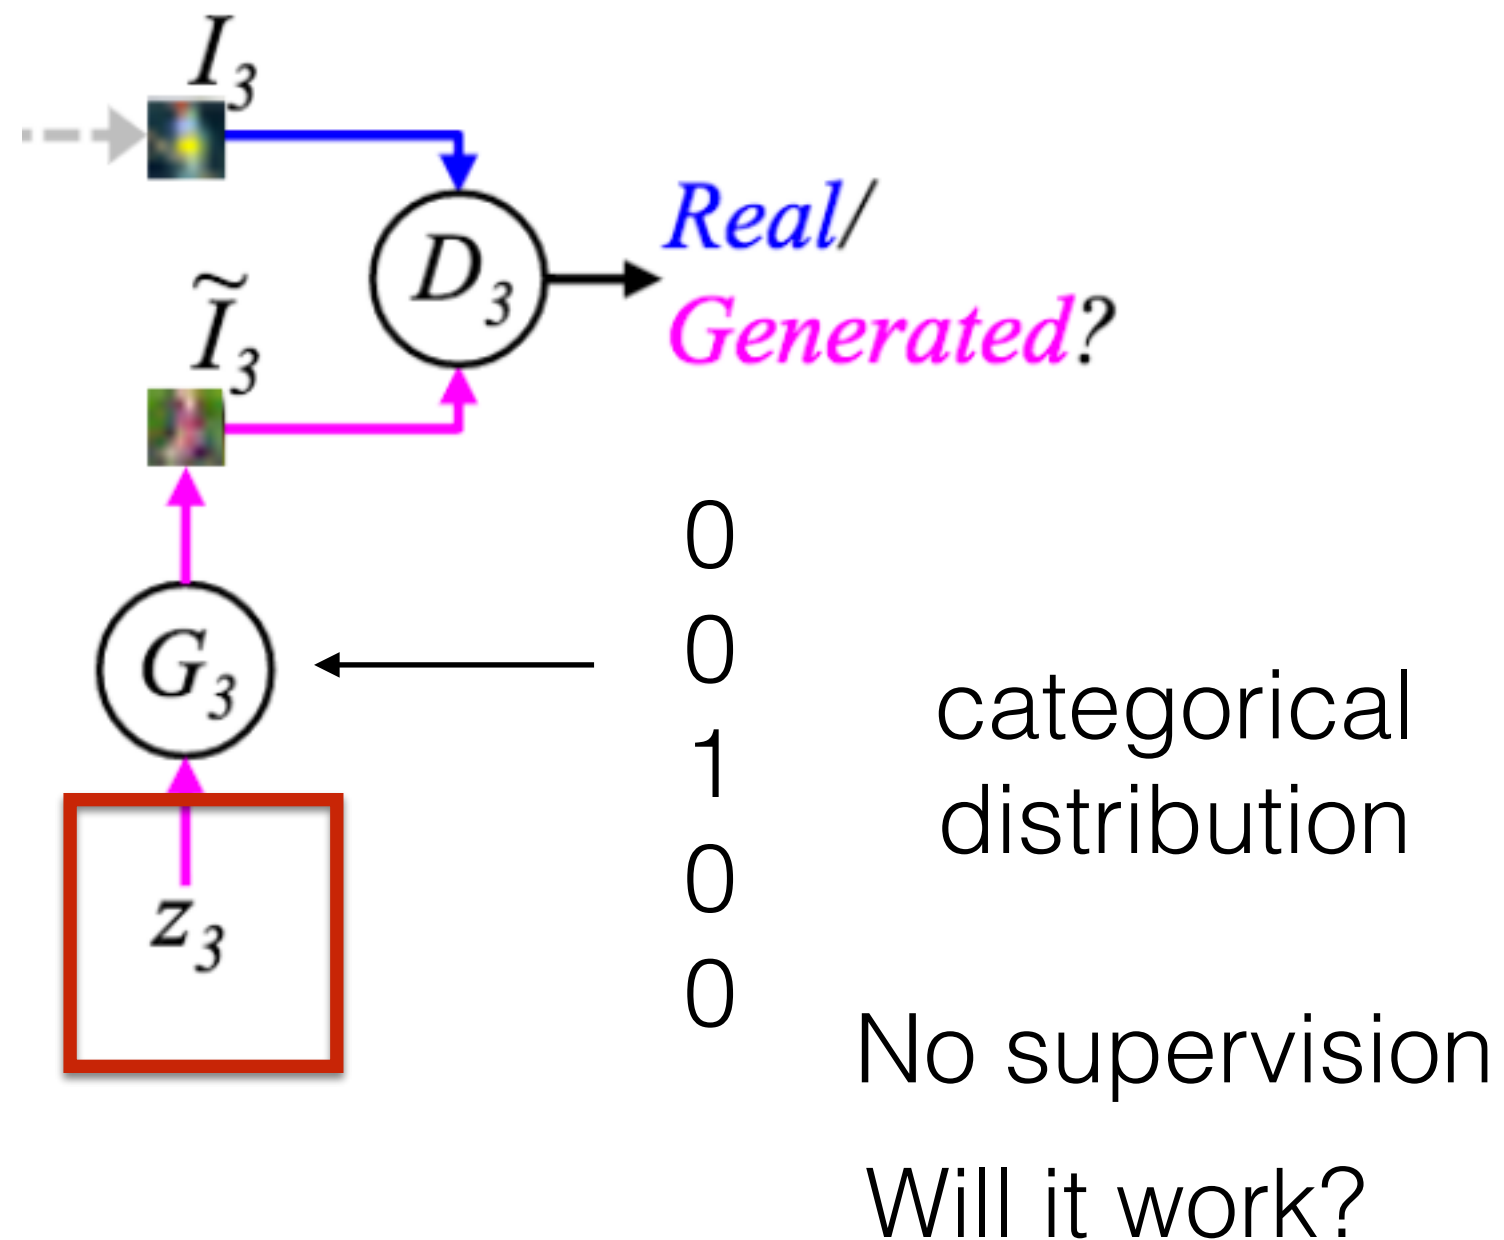 I₃
Real/
D₃
Ĩ₃
Generated?
0
0
G₃
categorical
1
distribution
0
z₃
0
No supervision
Will it work?